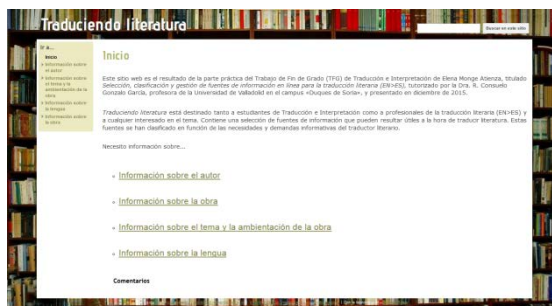 Traduciendo literatura
Buscar en este sitio
Ir a...
Inicio
Información sobre
el autor
Información sobre
el tema y la
ambientación de la
obra
Información sobre
la lengua
Información sobre
la obra
Inicio
Este sitio web es el resultado de la parte práctica del Trabajo de Fin de Grado (TFG) de Traducción e Interpretación de Elena Monge Atienza, titulado
Selección, clasificación y gestión de fuentes de información en línea para la traducción literaria (EN>ES), tutorizado por la Dra. R. Consuelo
Gonzalo García, profesora de la Universidad de Valladolid en el campus «Duques de Soria», y presentado en diciembre de 2015.
Traduciendo literatura está destinado tanto a estudiantes de Traducción e Interpretación como a profesionales de la traducción literaria (EN>ES) y
a cualquier interesado en el tema. Contiene una selección de fuentes de información que pueden resultar útiles a la hora de traducir literatura. Estas
fuentes se han clasificado en función de las necesidades y demandas informativas del traductor literario.
Necesito información sobre...
Información sobre el autor
Información sobre la obra
Información sobre el tema y la ambientación de la obra
Información sobre la lengua
Comentarios